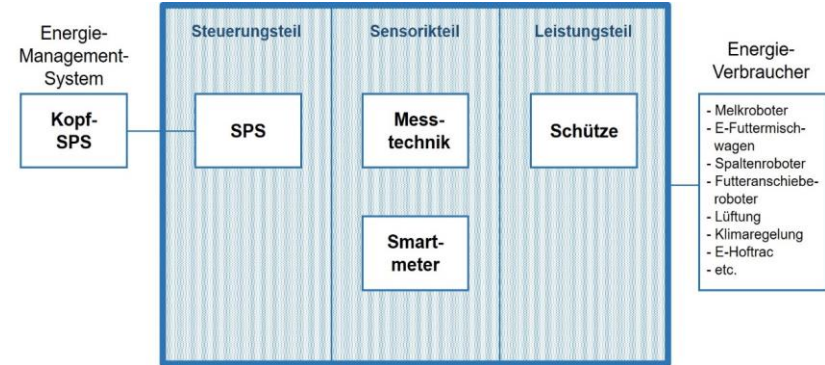 Energie-
Management-
System
Kopf-
SPS
Steuerungsteil
SPS
Sensorikteil
Mess-
technik
Smart-
meter
Leistungsteil
Schütze
Energie-
Verbraucher
- Melkroboter
- E-Futtermisch-
wagen
- Spaltenroboter
- Futteranschiebe-
roboter
- Lüftung
- Klimaregelung
- E-Hoftrac
- etc.